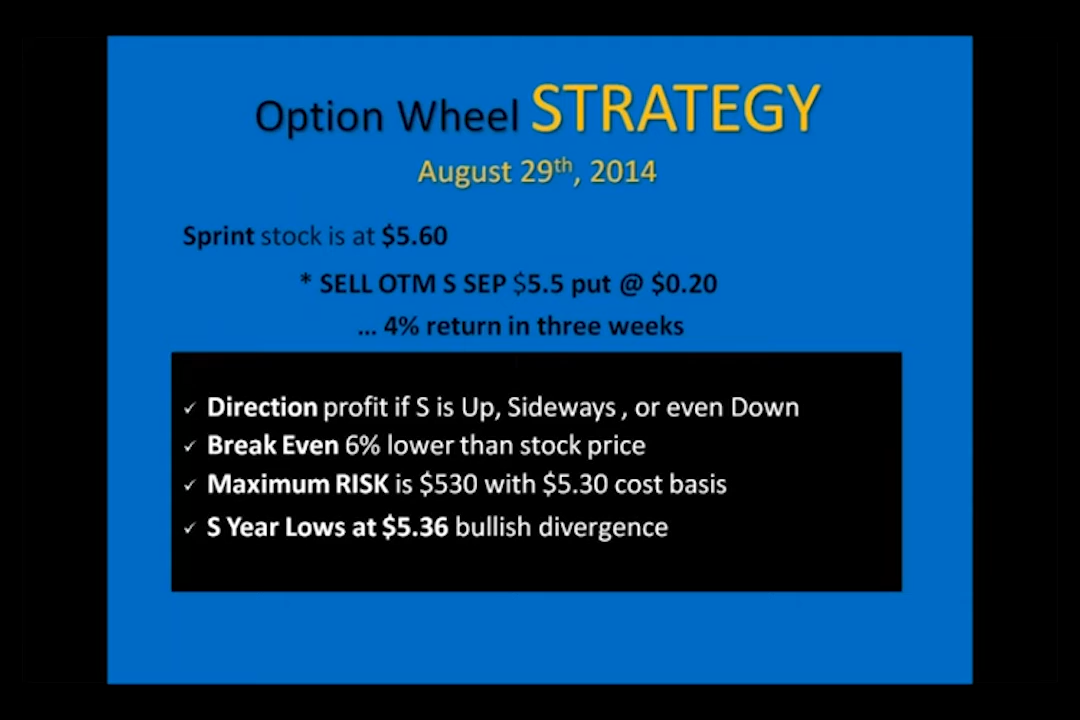 Option Wheel STRATEGY
August 29th, 2014
Sprint stock is at $5.60
* SELL OTM S SEP $5.5 put @ $0.20
... 4% return in three weeks
✓ Direction profit if S is Up, Sideways , or even Down
✓ Break Even 6% lower than stock price
✓ Maximum RISK is $530 with $5.30 cost basis
✓ S Year Lows at $5.36 bullish divergence